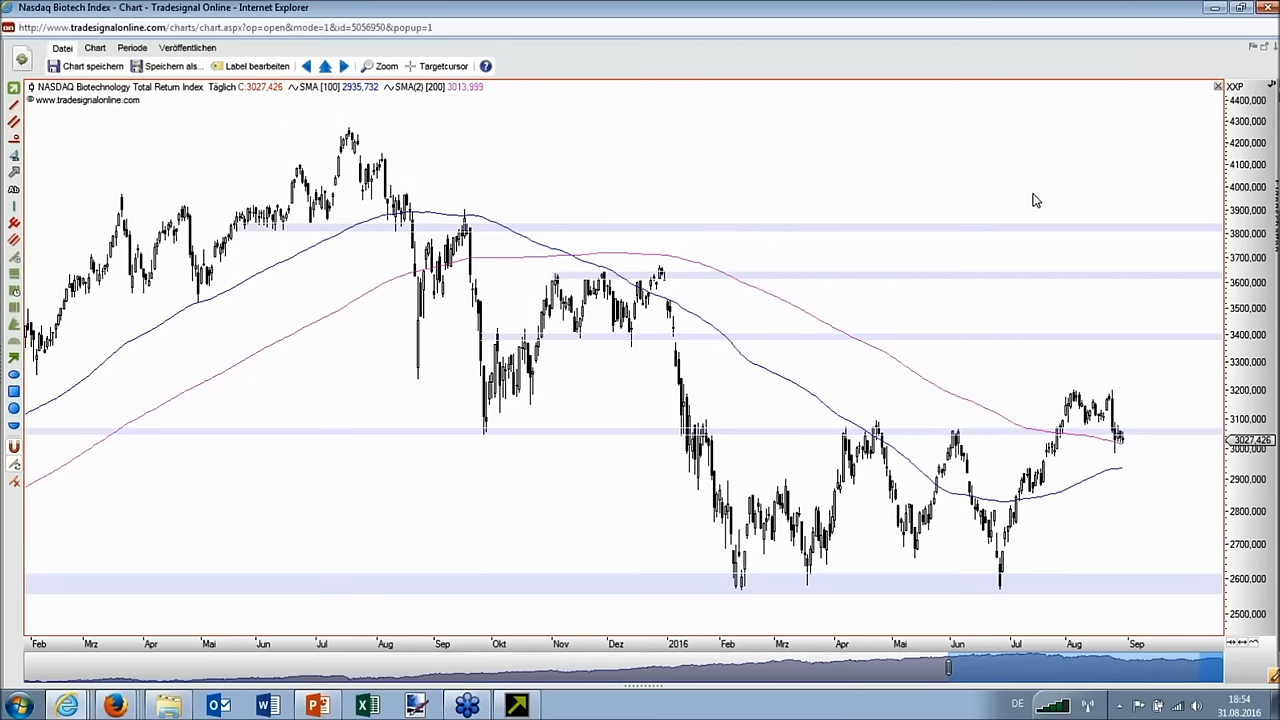 Nasdaq Biotech Index - Chart - Tradesignal Online - Internet Explorer
http://www.tradesignalonline.com/charts/chart.aspx?op=open&mode=1&id=5056950&popup=1
Datei Chart Periode Veröffentlichen
Chart speichern Speichern als... Label bearbeiten Zoom Targetcursor
NASDAQ Biotechnology Total Return Index Täglich C:3027,426 SMA [100] 2935,732 SMA(2) [200] 3013,999 XXP
© www.tradesignalonline.com
4400,000
4300,000
4200,000
4100,000
4000,000
3900,000
3800,000
3700,000
3600,000
3500,000
3400,000
3300,000
3200,000
3100,000
3027,426
3000,000
2900,000
2800,000
2700,000
2600,000
2500,000
Ab
Feb Mrz Apr Mai Jun Jul Aug Sep Okt Nov Dez 2016 Feb Mrz Apr Mai Jun Jul Aug Sep
DE 18:54
31.08.2016